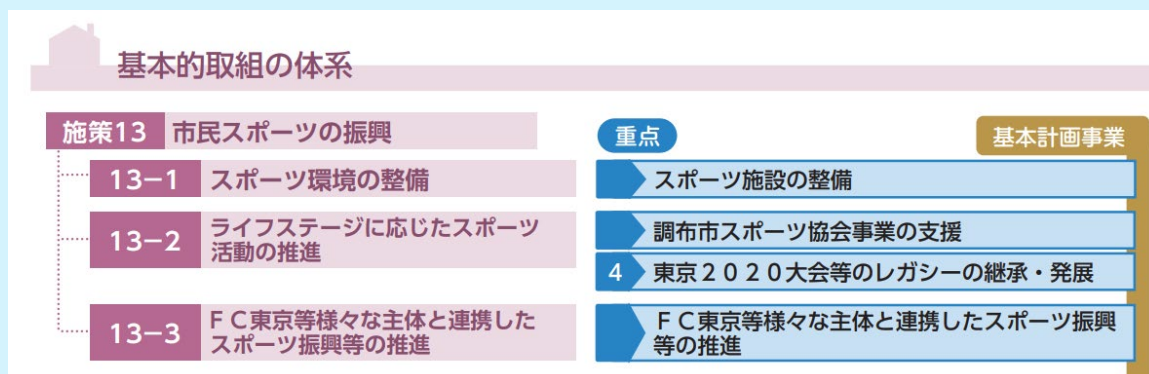 基本的取組の体系
施策13 市民スポーツの振興
重点
基本計画事業
13−1 スポーツ環境の整備
スポーツ施設の整備
13−2 ライフステージに応じたスポーツ
活動の推進
調布市スポーツ協会事業の支援
4 東京2020大会等のレガシーの継承・発展
13−3 FC東京等様々な主体と連携した
スポーツ振興等の推進
FC東京等様々な主体と連携したスポーツ振興
等の推進